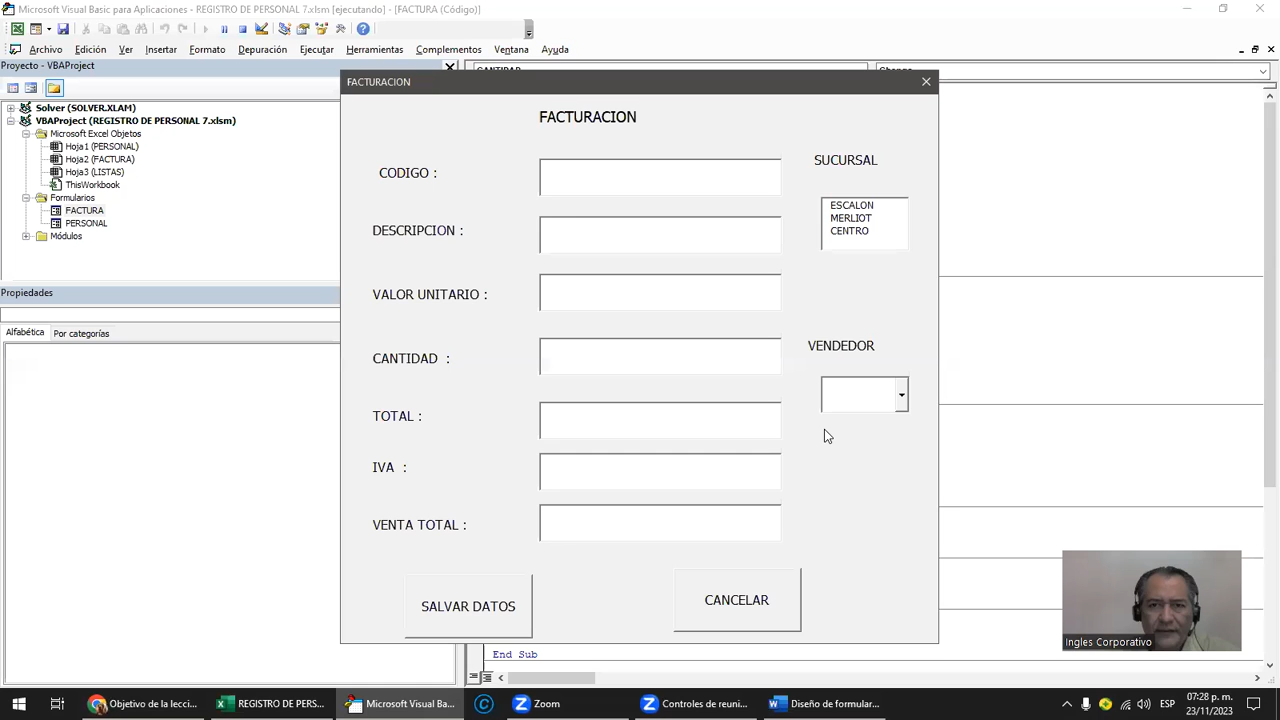 Microsoft Visual Basic para Aplicaciones - REGISTRO DE PERSONAL 7.xlsm [ejecutando] - [FACTURA (Código)]
Archivo Edición Ver Insertar Formato Depuración Ejecutar Herramientas Complementos Ventana Ayuda
Proyecto - VBAProject
Solver (SOLVER.XLAM)
VBAProject (REGISTRO DE PERSONAL 7.xlsm)
Microsoft Excel Objetos
Hoja1 (PERSONAL)
Hoja2 (FACTURA)
Hoja3 (LISTAS)
ThisWorkbook
Formularios
FACTURA
PERSONAL
Módulos
Propiedades
Alfabética Por categorías
FACTURACION
FACTURACION
CODIGO :
DESCRIPCION :
VALOR UNITARIO :
CANTIDAD :
TOTAL :
IVA :
VENTA TOTAL :
SUCURSAL
ESCALON
MERLIOT
CENTRO
VENDEDOR
SALVAR DATOS
CANCELAR
End Sub
Ingles Corporativo
Objetivo de la lecci...
REGISTRO DE PERS...
Microsoft Visual Ba...
Zoom
Controles de reuni...
Diseño de formular...
ESP
07:28 p. m.
23/11/2023